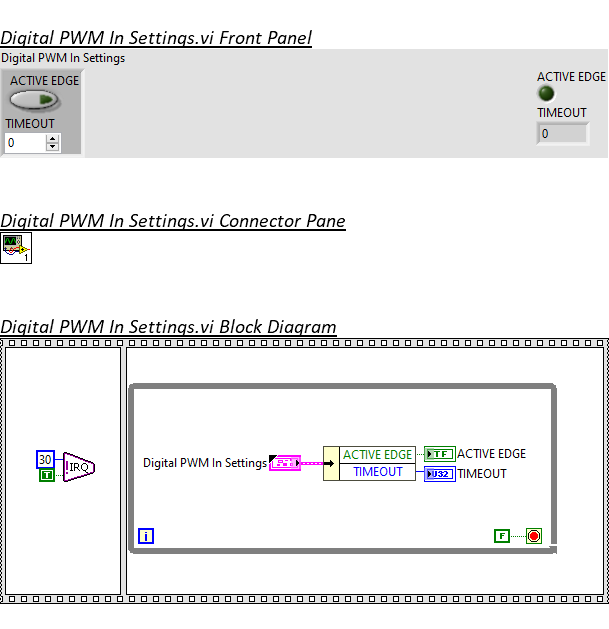 Digital PWM In Settings.vi Front Panel
Digital PWM In Settings
ACTIVE EDGE
TIMEOUT
0
ACTIVE EDGE
TIMEOUT
0
Digital PWM In Settings.vi Connector Pane
1
Digital PWM In Settings.vi Block Diagram
30
T
!IRQ
Digital PWM In Settings
ACTIVE EDGE
TF
ACTIVE EDGE
TIMEOUT
U32
TIMEOUT
i
F